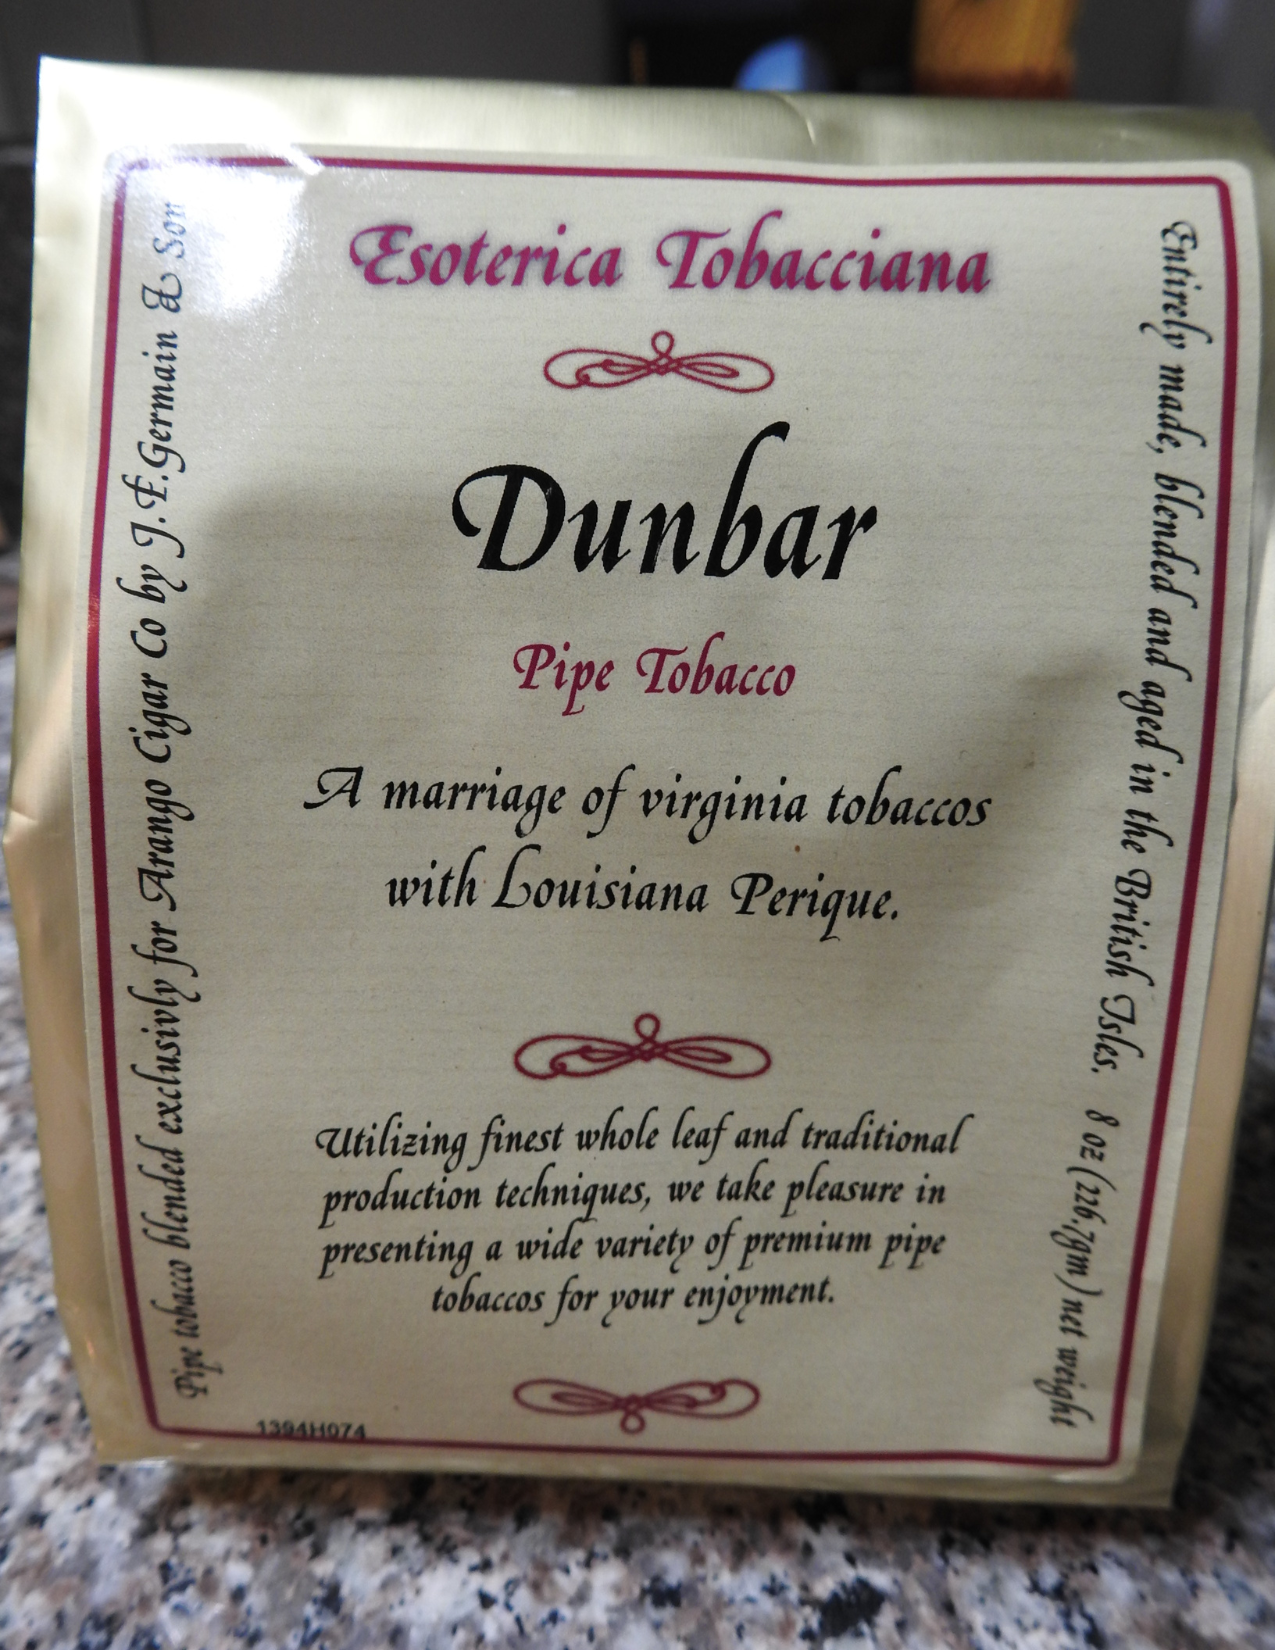 Esoterica Tobacciana
Dunbar
Pipe Tobacco
A marriage of virginia tobaccos
with Louisiana Perique.
Utilizing finest whole leaf and traditional
production techniques, we take pleasure in
presenting a wide variety of premium pipe
tobaccos for your enjoyment.
Pipe tobacco blended exclusivly for Arango Cigar Co by J.F.Germain & Son
Entirely made, blended and aged in the British Isles. 8 oz (226,7gm) net weight
1394H074